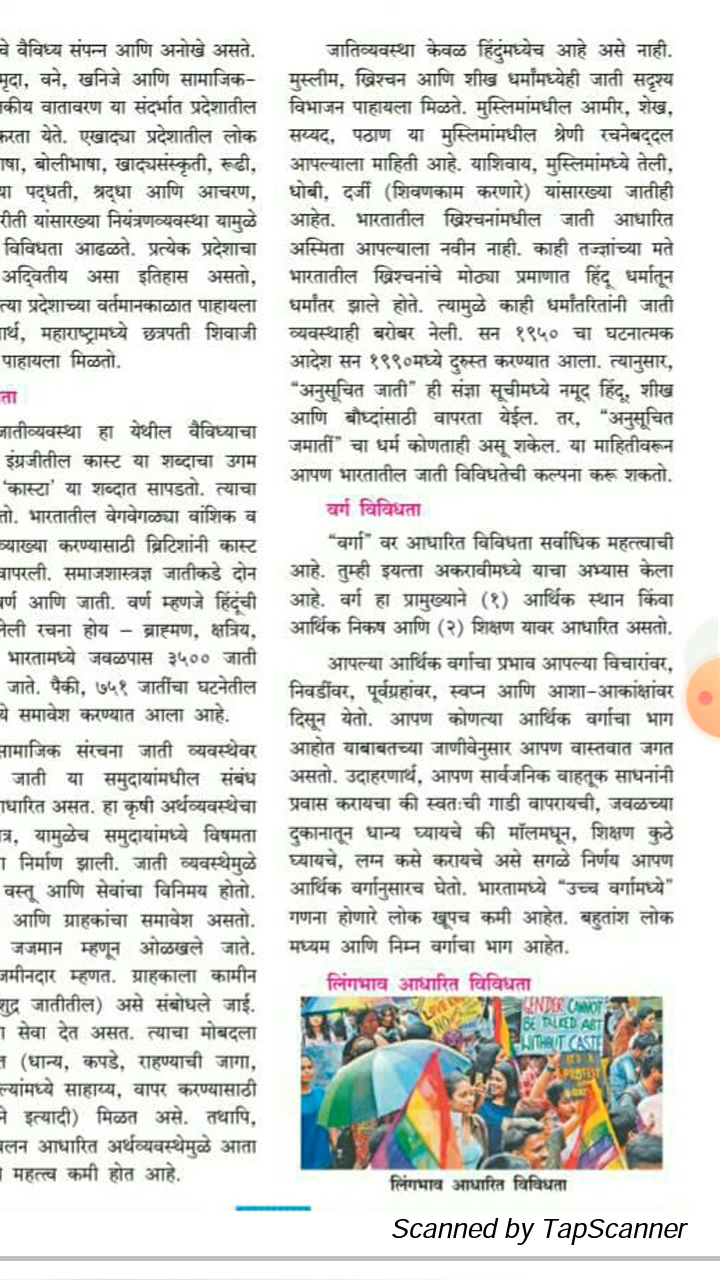 चे वैविध्य संपन्न आणि अनोखे असते.
मृदा, वने, खनिजे आणि सामाजिक-
कीय वातावरण या संदर्भात प्रदेशातील
करता येते. एखाद्या प्रदेशातील लोक
षा, बोलीभाषा, खाद्यसंस्कृती, रूढी,
या पद्धती, श्रद्धा आणि आचरण,
रीती यांसारख्या नियंत्रणव्यवस्था यामुळे
विविधता आढळते. प्रत्येक प्रदेशाचा
अद्वितीय असा इतिहास असतो,
त्या प्रदेशाच्या वर्तमानकाळात पाहायला
र्थ, महाराष्ट्रामध्ये छत्रपती शिवाजी
पाहायला मिळतो.
ता
जातीव्यवस्था हा येथील वैविध्याचा
इंग्रजीतील कास्ट या शब्दाचा उगम
'कास्टा' या शब्दात सापडतो. त्याचा
तो. भारतातील वेगवेगळ्या वांशिक व
व्याख्या करण्यासाठी ब्रिटिशांनी कास्ट
वापरली. समाजशास्त्रज्ञ जातीकडे दोन
वर्ण आणि जाती. वर्ण म्हणजे हिंदूंची
लेली रचना होय – ब्राह्मण, क्षत्रिय,
भारतामध्ये जवळपास ३५०० जाती
जाते. पैकी, ७५१ जातींचा घटनेतील
ये समावेश करण्यात आला आहे.
सामाजिक संरचना जाती व्यवस्थेवर
जाती या समुदायांमधील संबंध
धारित असत. हा कृषी अर्थव्यवस्थेचा
त्र, यामुळेच समुदायांमध्ये विषमता
निर्माण झाली. जाती व्यवस्थेमुळे
वस्तू आणि सेवांचा विनिमय होतो.
आणि ग्राहकांचा समावेश असतो.
जजमान म्हणून ओळखले जाते.
जमीनदार म्हणत. ग्राहकाला कामीन
शुद्र जातीतील) असे संबोधले जाई.
सेवा देत असत. त्याचा मोबदला
त (धान्य, कपडे, राहण्याची जागा,
ल्यांमध्ये साहाय्य, वापर करण्यासाठी
ने इत्यादी) मिळत असे. तथापि,
लन आधारित अर्थव्यवस्थेमुळे आता
महत्त्व कमी होत आहे.
जातिव्यवस्था केवळ हिंदुंमध्येच आहे असे नाही.
मुस्लीम, ख्रिश्चन आणि शीख धर्मांमध्येही जाती सदृश्य
विभाजन पाहायला मिळते. मुस्लिमांमधील आमीर, शेख,
सय्यद, पठाण या मुस्लिमांमधील श्रेणी रचनेबद्दल
आपल्याला माहिती आहे. याशिवाय, मुस्लिमांमध्ये तेली,
धोबी, दर्जी (शिवणकाम करणारे) यांसारख्या जातीही
आहेत. भारतातील ख्रिश्चनांमधील जाती आधारित
अस्मिता आपल्याला नवीन नाही. काही तज्ज्ञांच्या मते
भारतातील ख्रिश्चनांचे मोठ्या प्रमाणात हिंदू धर्मातून
धर्मांतर झाले होते. त्यामुळे काही धर्मांतरितांनी जाती
व्यवस्थाही बरोबर नेली. सन १९५० चा घटनात्मक
आदेश सन १९९०मध्ये दुरुस्त करण्यात आला. त्यानुसार,
“अनुसूचित जाती” ही संज्ञा सूचीमध्ये नमूद हिंदू, शीख
आणि बौध्दांसाठी वापरता येईल. तर, “अनुसूचित
जमातीं” चा धर्म कोणताही असू शकेल. या माहितीवरून
आपण भारतातील जाती विविधतेची कल्पना करू शकतो.
वर्ग विविधता
“वर्गा” वर आधारित विविधता सर्वाधिक महत्त्वाची
आहे. तुम्ही इयत्ता अकरावीमध्ये याचा अभ्यास केला
आहे. वर्ग हा प्रामुख्याने (१) आर्थिक स्थान किंवा
आर्थिक निकष आणि (२) शिक्षण यावर आधारित असतो.
आपल्या आर्थिक वर्गाचा प्रभाव आपल्या विचारांवर,
निवडींवर, पूर्वग्रहांवर, स्वप्न आणि आशा-आकांक्षांवर
दिसून येतो. आपण कोणत्या आर्थिक वर्गाचा भाग
आहोत याबाबतच्या जाणीवेनुसार आपण वास्तवात जगत
असतो. उदाहरणार्थ, आपण सार्वजनिक वाहतूक साधनांनी
प्रवास करायचा की स्वतःची गाडी वापरायची, जवळच्या
दुकानातून धान्य घ्यायचे की मॉलमधून, शिक्षण कुठे
घ्यायचे, लग्न कसे करायचे असे सगळे निर्णय आपण
आर्थिक वर्गानुसारच घेतो. भारतामध्ये “उच्च वर्गामध्ये”
गणना होणारे लोक खूपच कमी आहेत. बहुतांश लोक
मध्यम आणि निम्न वर्गाचा भाग आहेत.
लिंगभाव आधारित विविधता
GENDER CANNOT
BE TALKED ABT
WITHOUT CASTE
PROTEST
लिंगभाव आधारित विविधता
Scanned by TapScanner